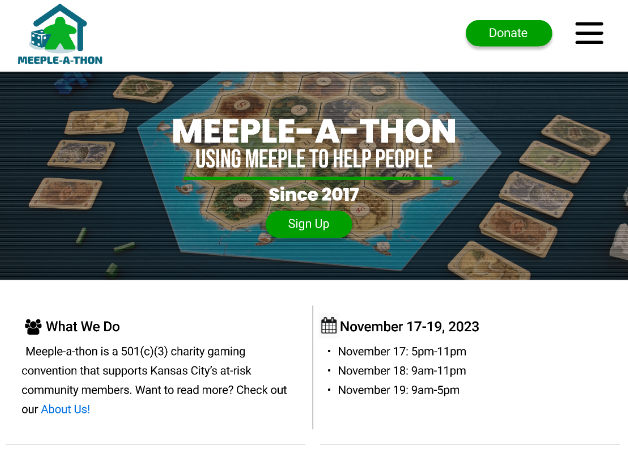 MEEPLE-A-THON
Donate
MEEPLE-A-THON
USING MEEPLE TO HELP PEOPLE
Since 2017
Sign Up
What We Do
Meeple-a-thon is a 501(c)(3) charity gaming
convention that supports Kansas City's at-risk
community members. Want to read more? Check out
our About Us!
November 17-19, 2023
• November 17: 5pm-11pm
• November 18: 9am-11pm
• November 19: 9am-5pm